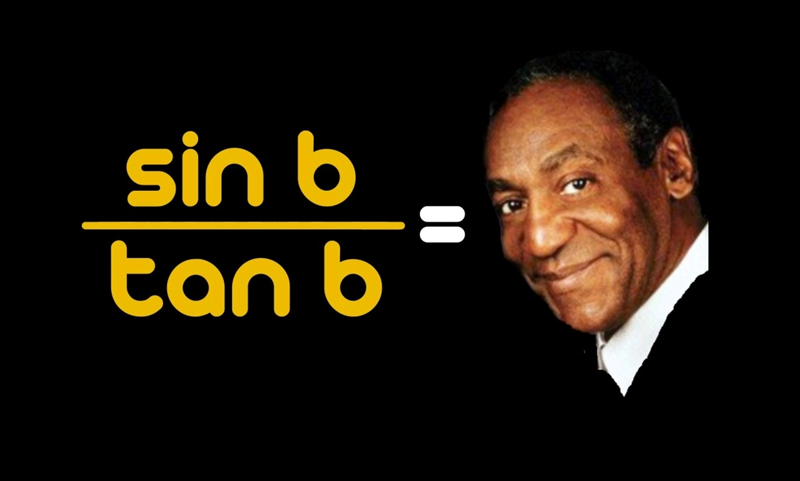 sin b
tan b
=